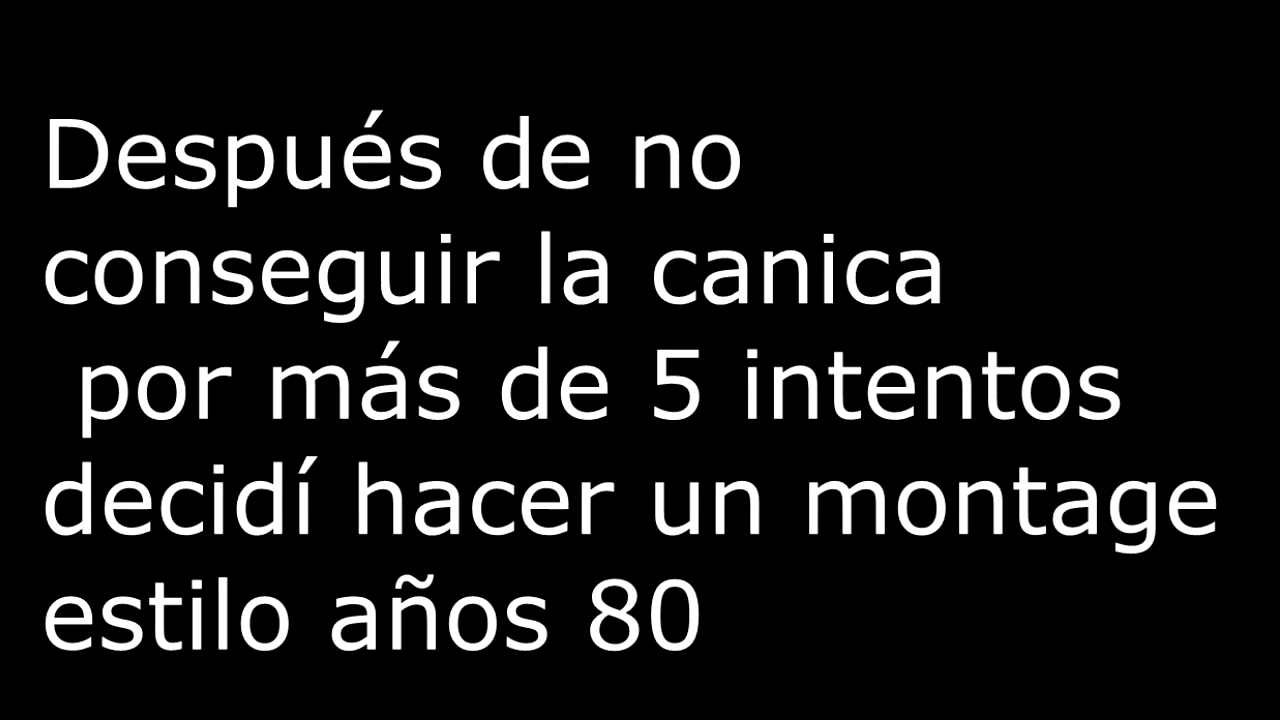 Después de no
conseguir la canica
por más de 5 intentos
decidí hacer un montage
estilo años 80